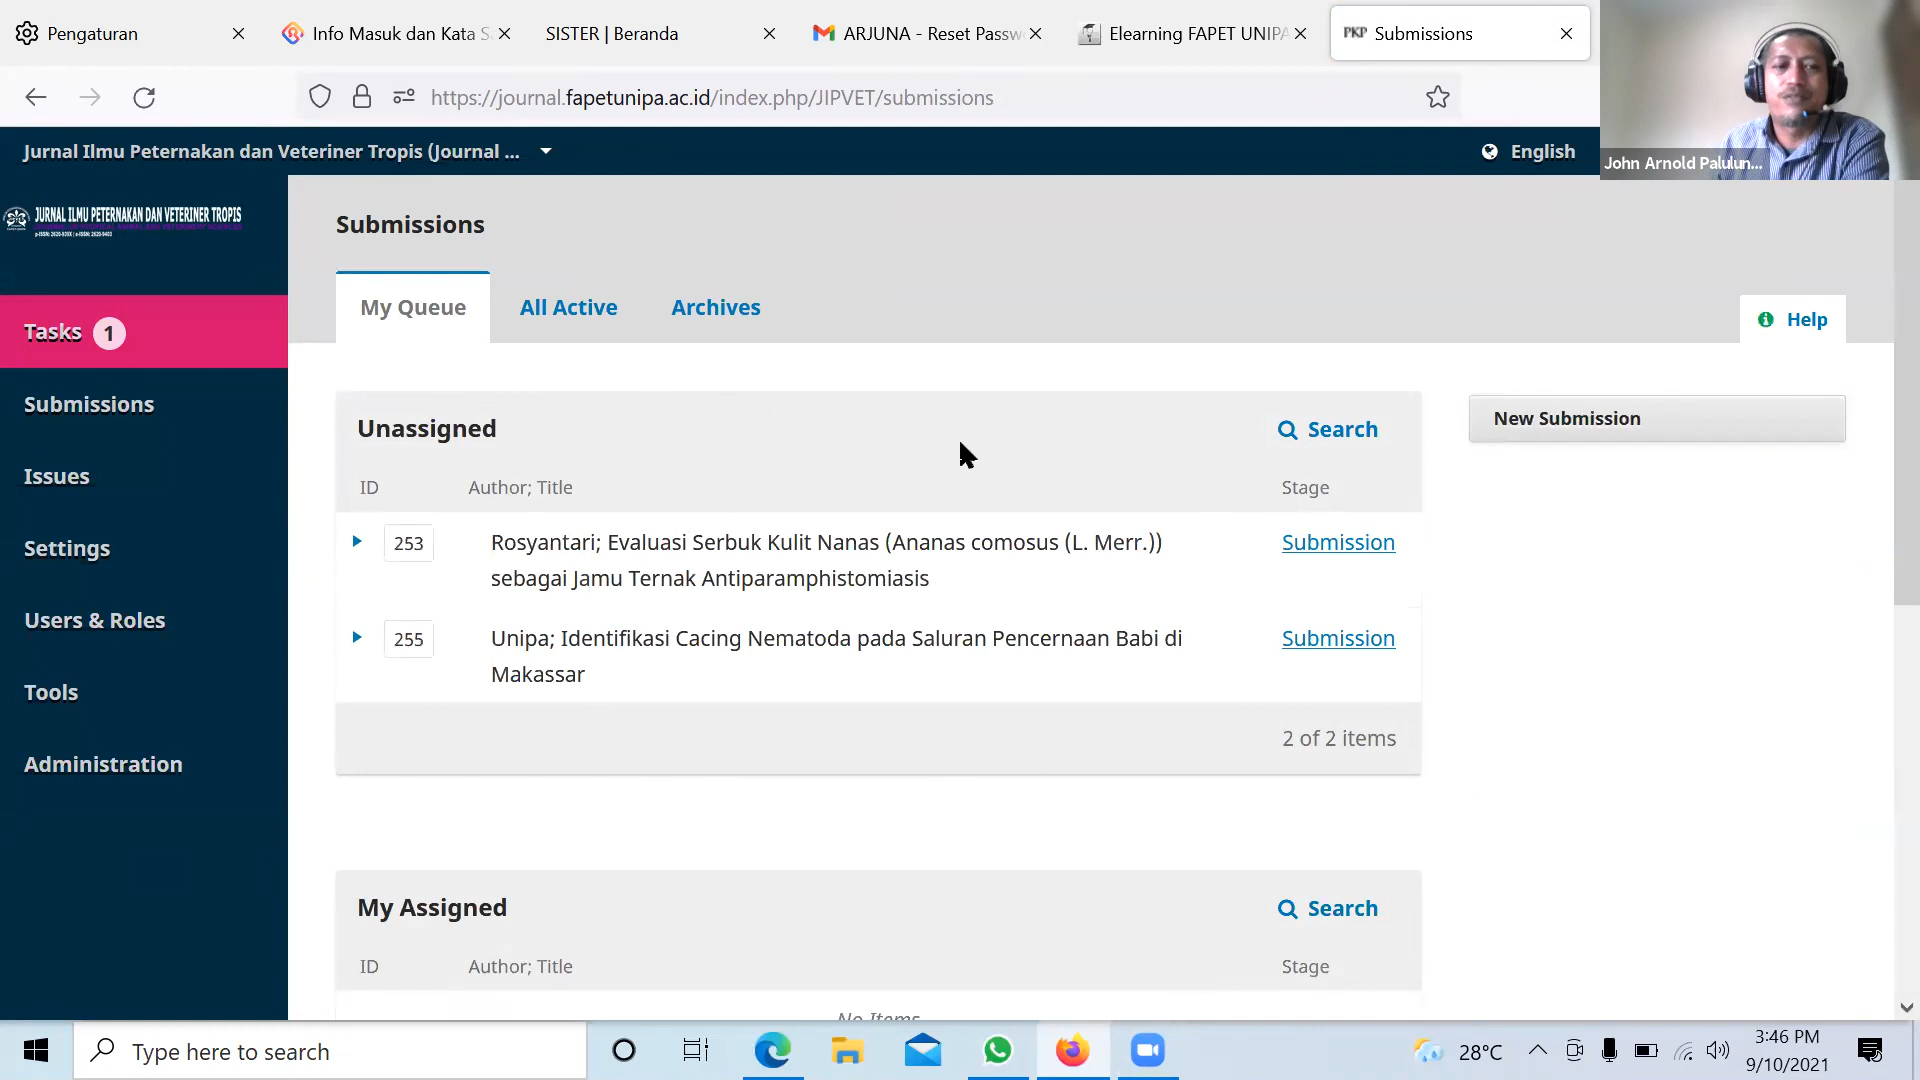 Pengaturan
Info Masuk dan Kata S
SISTER | Beranda
ARJUNA - Reset Passw
Elearning FAPET UNIPA
PKP Submissions
https://journal.fapetunipa.ac.id/index.php/JIPVET/submissions
Jurnal Ilmu Peternakan dan Veteriner Tropis (Journal ...
English
John Arnold Palulun...
JURNAL ILMU PETERNAKAN DAN VETERINER TROPIS
Submissions
My Queue
All Active
Archives
Help
Tasks 1
Submissions
Issues
Settings
Users & Roles
Tools
Administration
Unassigned
Search
New Submission
ID
Author; Title
Stage
253
Rosyantari; Evaluasi Serbuk Kulit Nanas (Ananas comosus (L. Merr.))
sebagai Jamu Ternak Antiparamphistomiasis
Submission
255
Unipa; Identifikasi Cacing Nematoda pada Saluran Pencernaan Babi di
Makassar
Submission
2 of 2 items
My Assigned
Search
ID
Author; Title
Stage
No Items
Type here to search
28°C
3:46 PM
9/10/2021